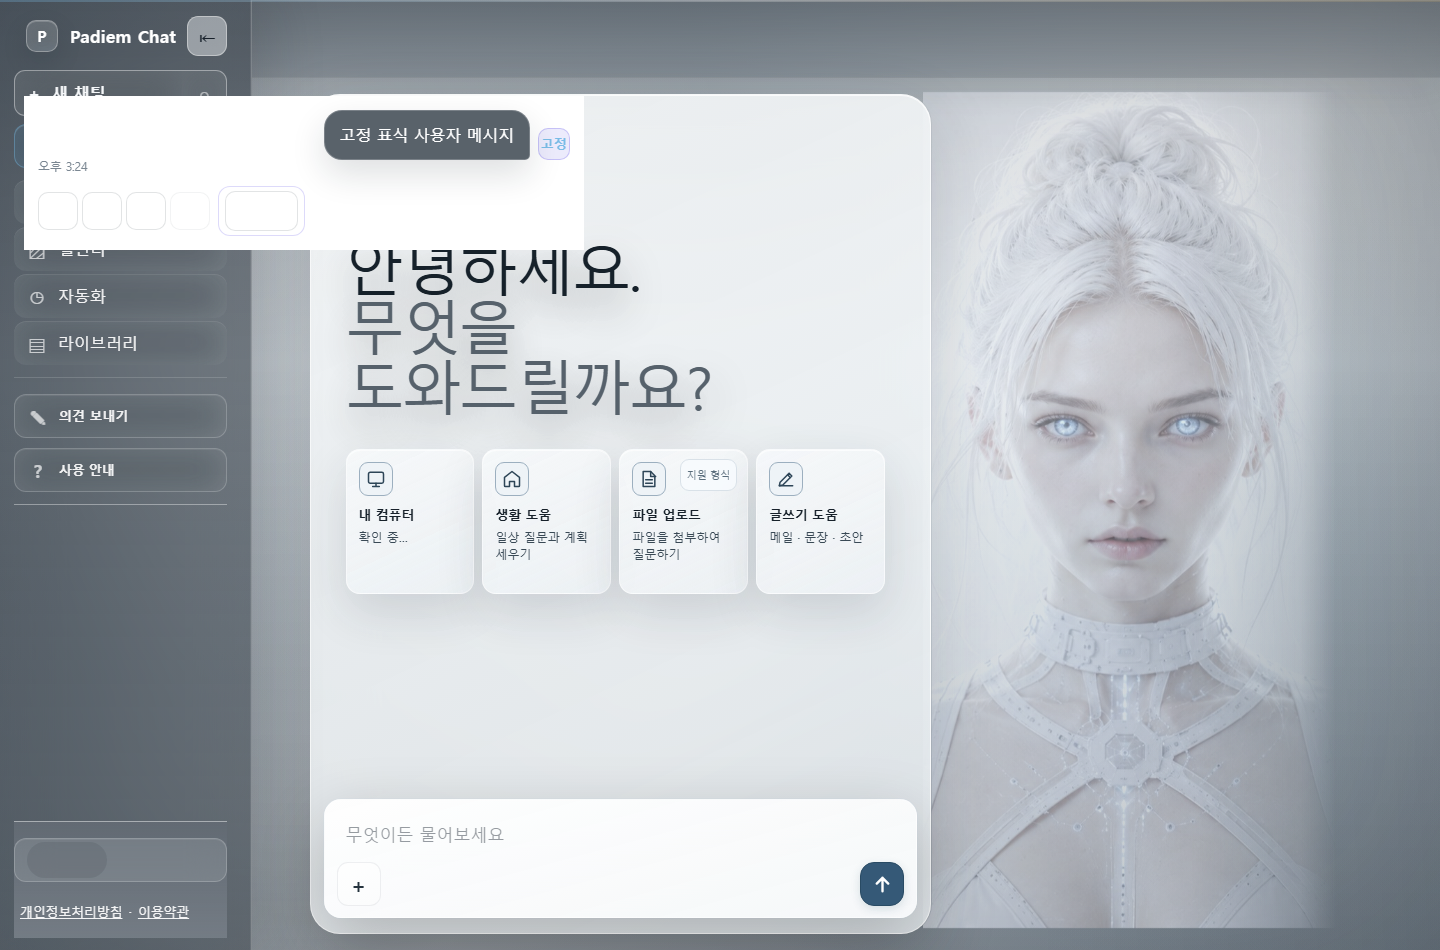 P Padiem Chat
새 채팅
고정 표식 사용자 메시지
고정
오후 3:24
자동화
라이브러리
의견 보내기
? 사용 안내
안녕하세요.
무엇을
도와드릴까요?
내 컴퓨터
확인 중...
생활 도움
일상 질문과 계획
세우기
지원 형식
파일 업로드
파일을 첨부하여
질문하기
글쓰기 도움
메일 · 문장 · 초안
무엇이든 물어보세요
+
개인정보처리방침 · 이용약관